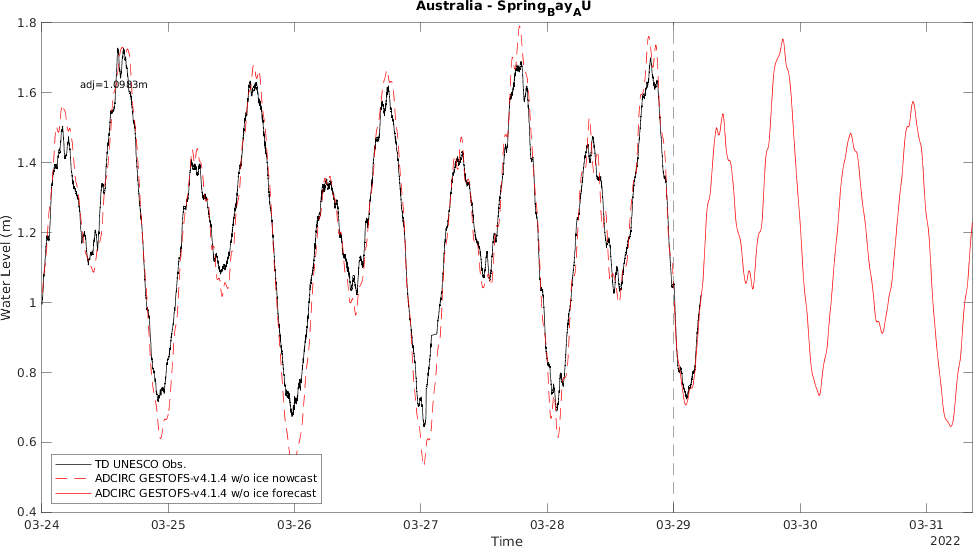 Australia - SpringBayAU
1.8
1.6
1.4
1.2
1
0.8
0.6
0.4
Water Level (m)
adj=1.0983m
TD UNESCO Obs.
ADCIRC GESTOFS-v4.1.4 w/o ice nowcast
ADCIRC GESTOFS-v4.1.4 w/o ice forecast
03-24 03-25 03-26 03-27 03-28 03-29 03-30 03-31
Time
2022